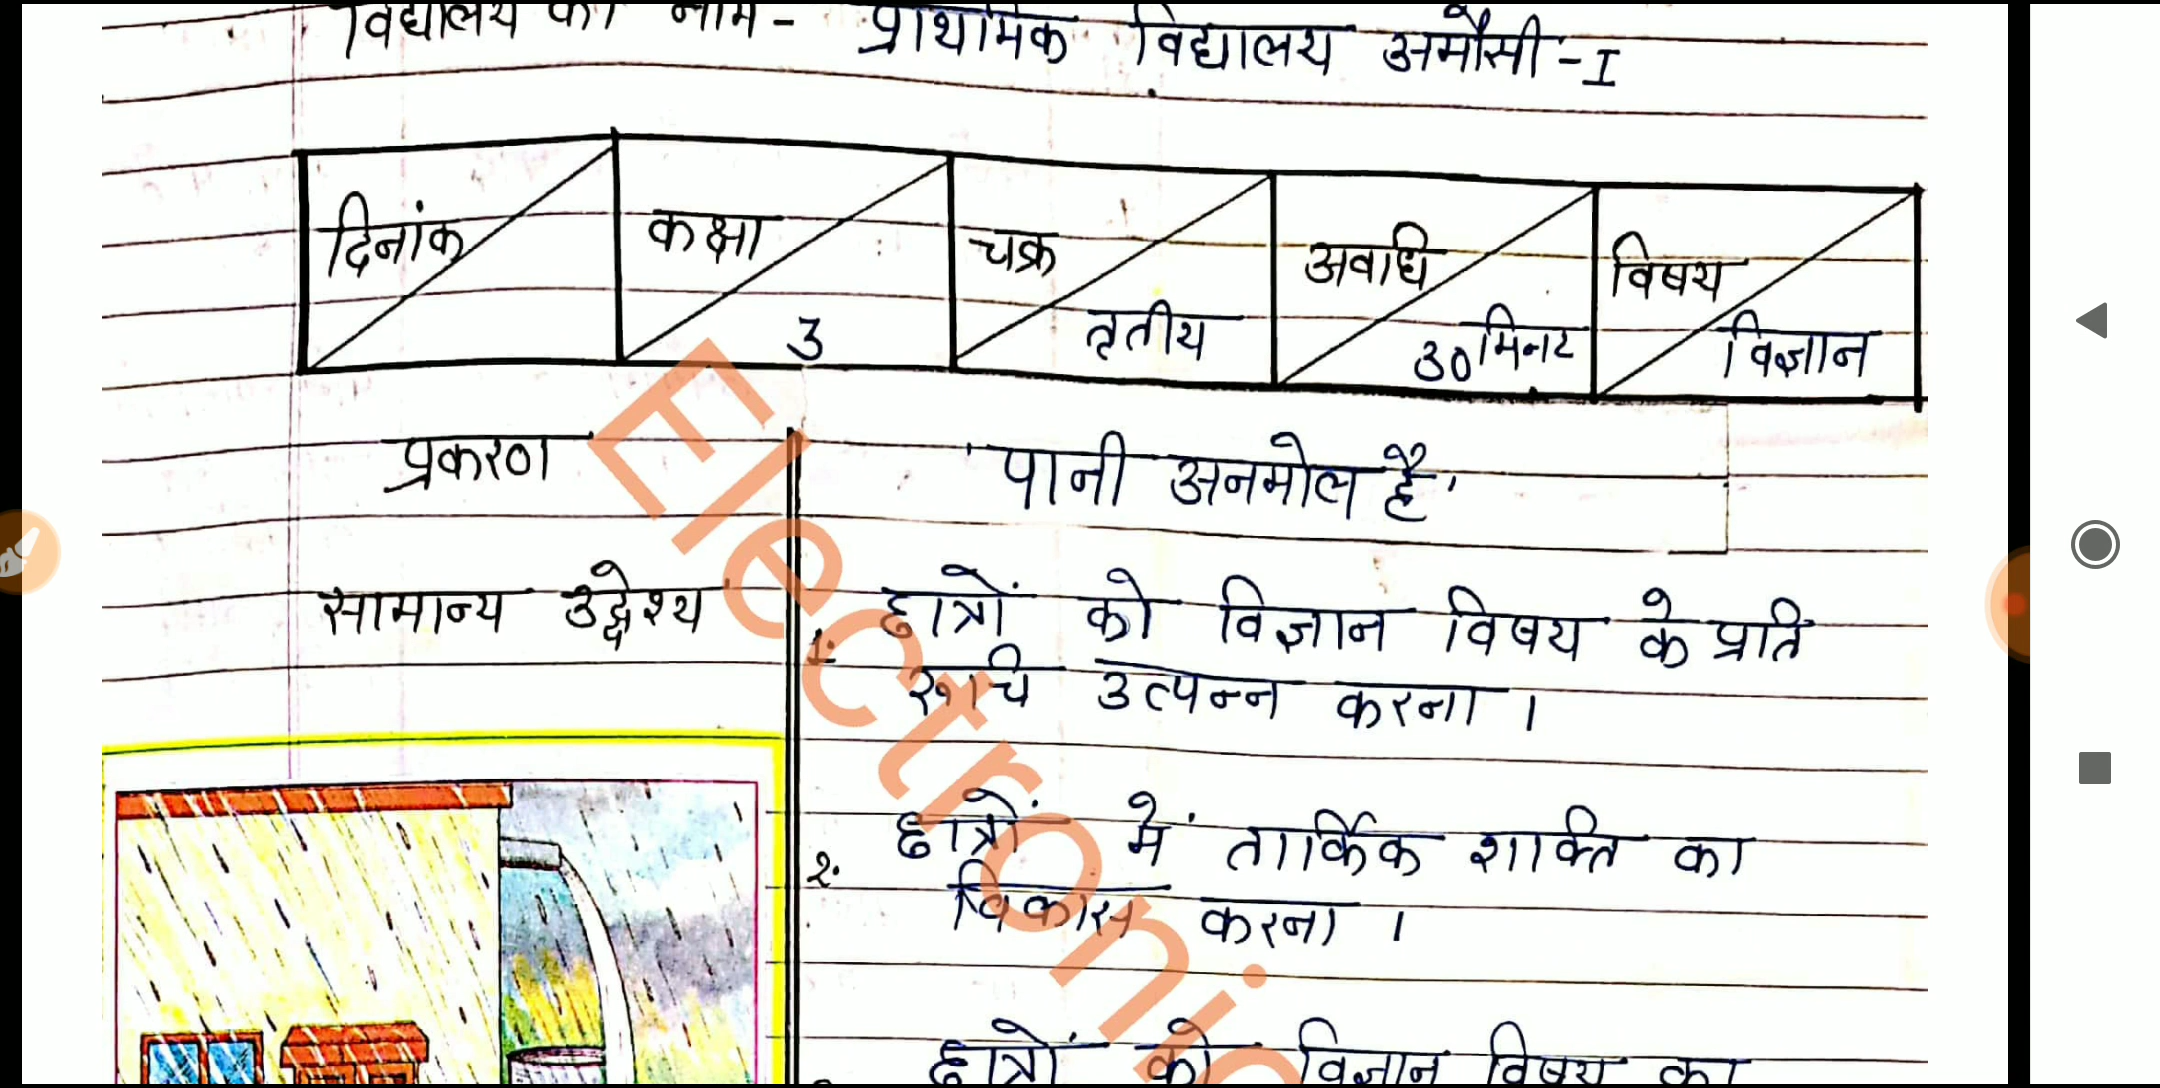 विद्यालय का नाम- प्राथमिक विद्यालय अमौसी-I
दिनांक कक्षा चक्र अवधि विषय
3 तृतीय 30 मिनट विज्ञान
प्रकरण 'पानी अनमोल है'
सामान्य उद्देश्य 1. छात्रों को विज्ञान विषय के प्रति
रूचि उत्पन्न करना।
2. छात्रों में तार्किक शक्ति का
विकास करना।
छात्रों को विज्ञान विषय का
Electronic